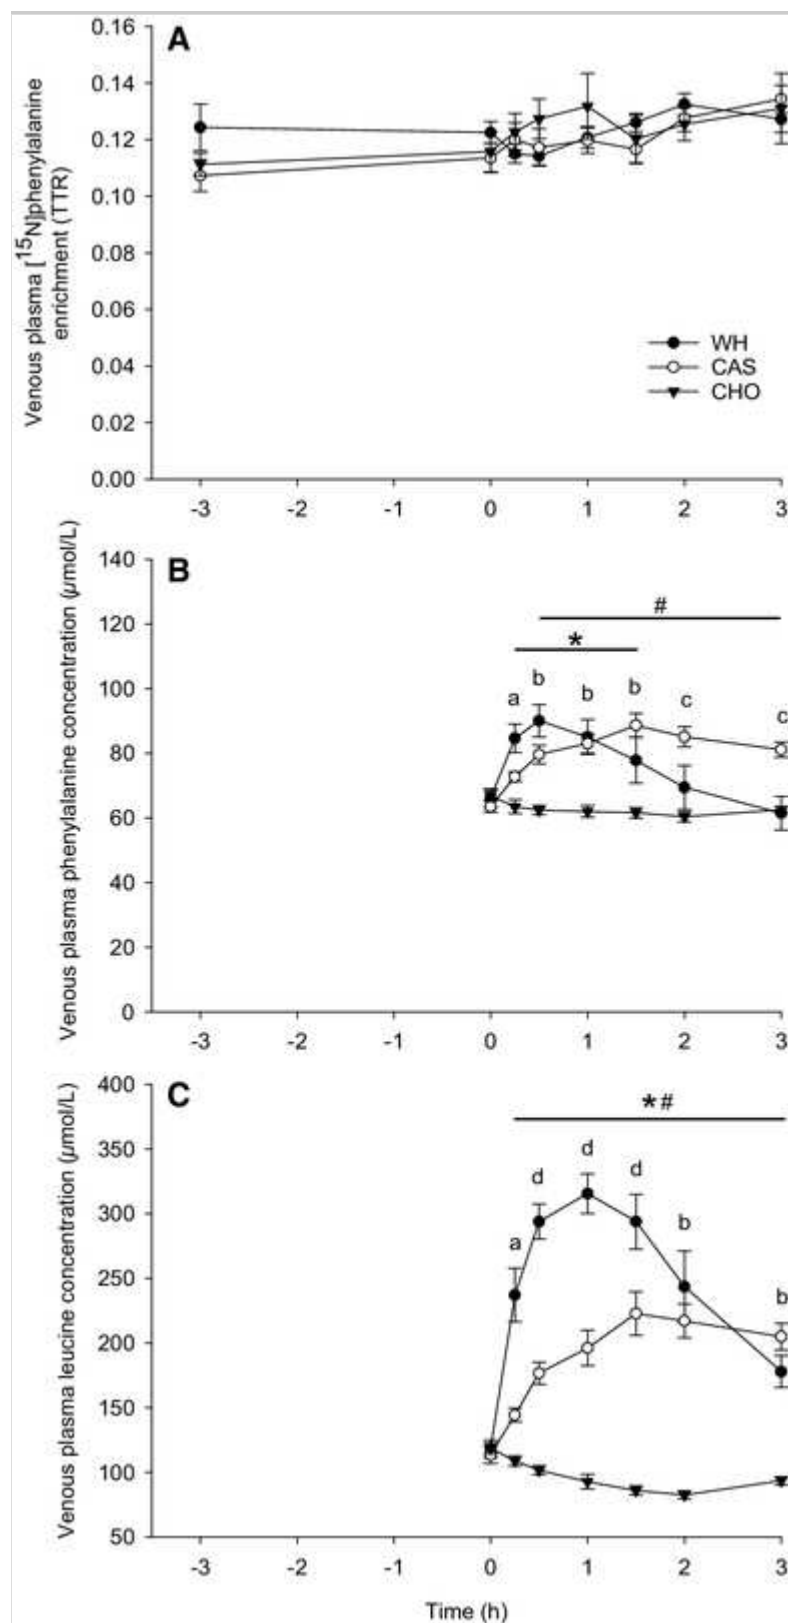 A
0.16
0.14
0.12
0.10
0.08
0.06
0.04
0.02
0.00
Venous plasma [15N]phenylalanine
enrichment (TTR)
WH
CAS
CHO
-3 -2 -1 0 1 2 3
B
140
120
100
80
60
40
20
0
Venous plasma phenylalanine concentration (µmol/L)
#
*
a b b b c c
-3 -2 -1 0 1 2 3
C
400
350
300
250
200
150
100
50
Venous plasma leucine concentration (µmol/L)
*#
a d d d b b
-3 -2 -1 0 1 2 3
Time (h)